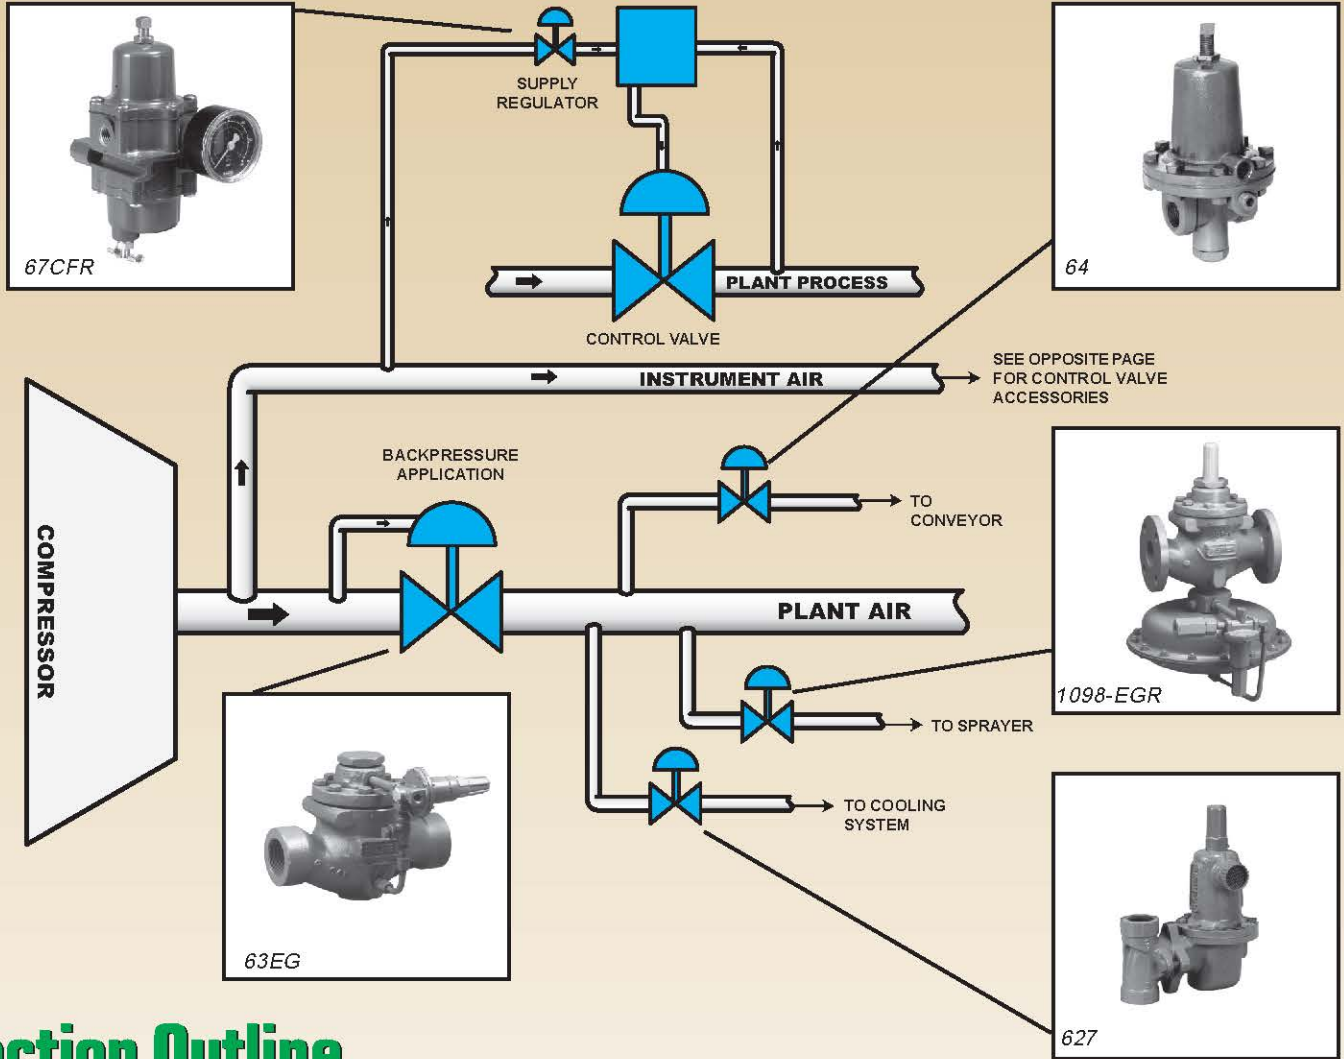 67CFR
SUPPLY
REGULATOR
64
PLANT PROCESS
CONTROL VALVE
INSTRUMENT AIR
SEE OPPOSITE PAGE
FOR CONTROL VALVE
ACCESSORIES
BACKPRESSURE
APPLICATION
TO
CONVEYOR
COMPRESSOR
PLANT AIR
1098-EGR
TO SPRAYER
TO COOLING
SYSTEM
63EG
627